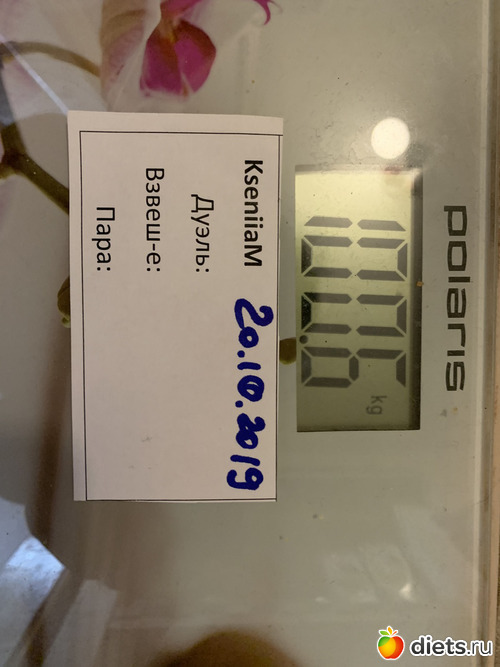 KseniiaM 20.10.2019
Дуэль:
Взвеш-е:
Пара:
polaris
kg
diets.ru